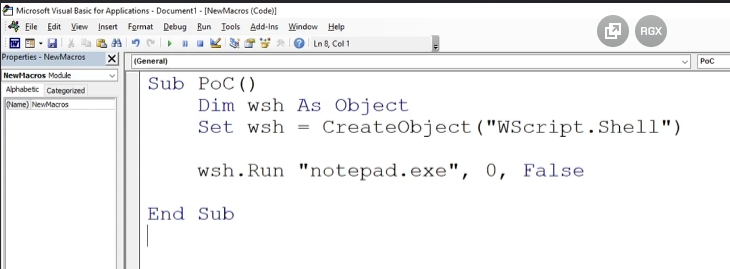 Microsoft Visual Basic for Applications - Document1 - [NewMacros (Code)]
File Edit View Insert Format Debug Run Tools Add-Ins Window Help
RGX
Ln 8, Col 1
Properties - NewMacros
(General)
PoC
NewMacros Module
Alphabetic Categorized
(Name) NewMacros
Sub PoC()
Dim wsh As Object
Set wsh = CreateObject("WScript.Shell")
wsh.Run "notepad.exe", 0, False
End Sub